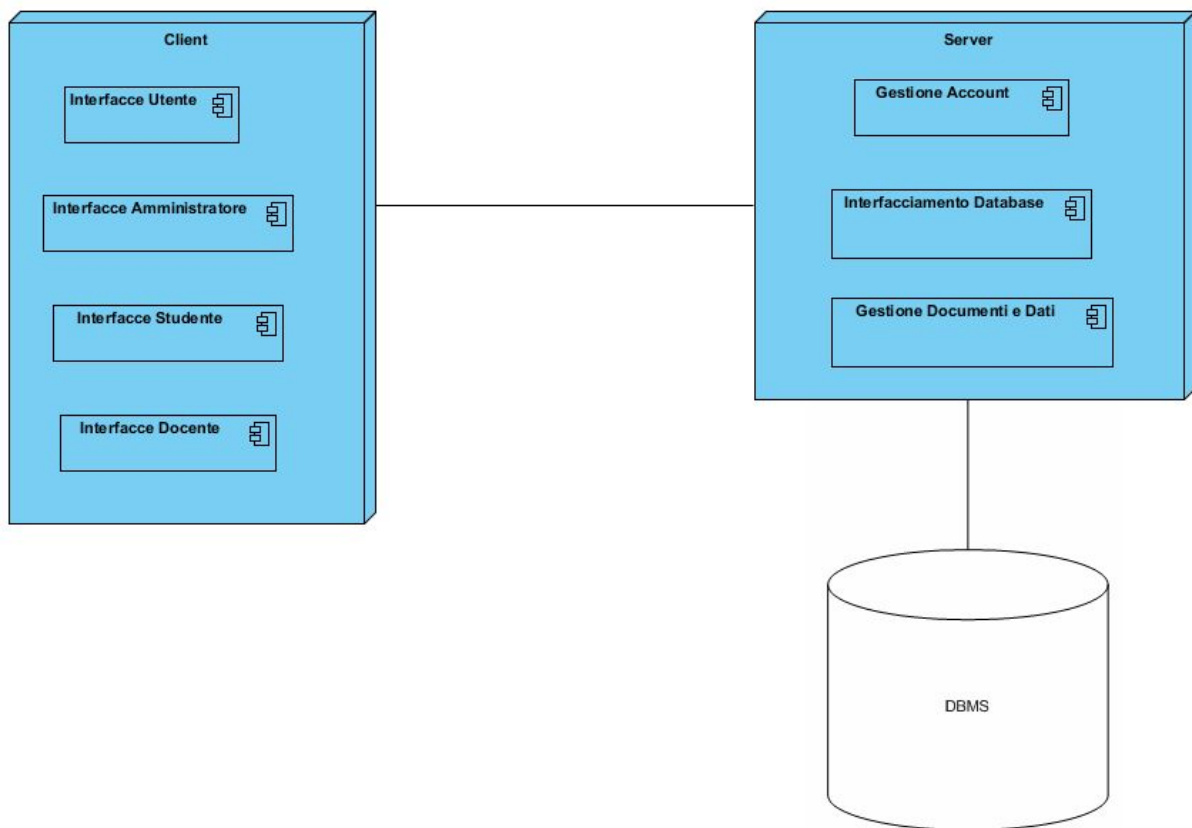 Client
Interfacce Utente
Interfacce Amministratore
Interfacce Studente
Interfacce Docente
Server
Gestione Account
Interfacciamento Database
Gestione Documenti e Dati
DBMS